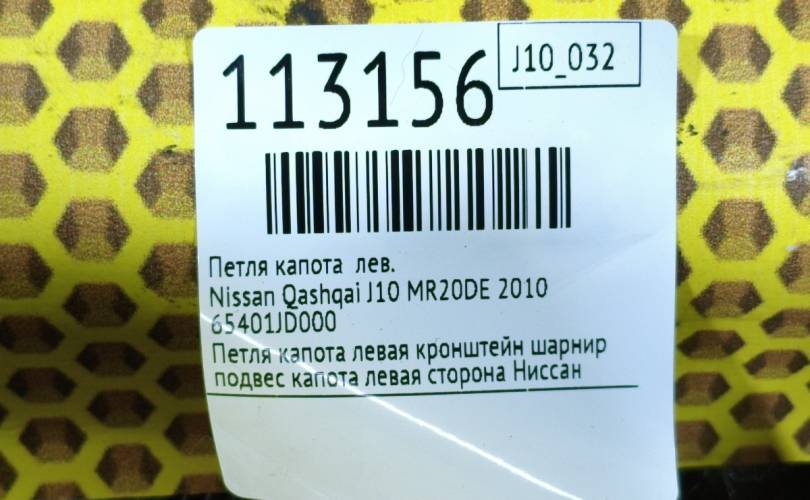 113156
J10_032
Петля капота лев.
Nissan Qashqai J10 MR20DE 2010
65401JD000
Петля капота левая кронштейн шарнир
подвес капота левая сторона Ниссан